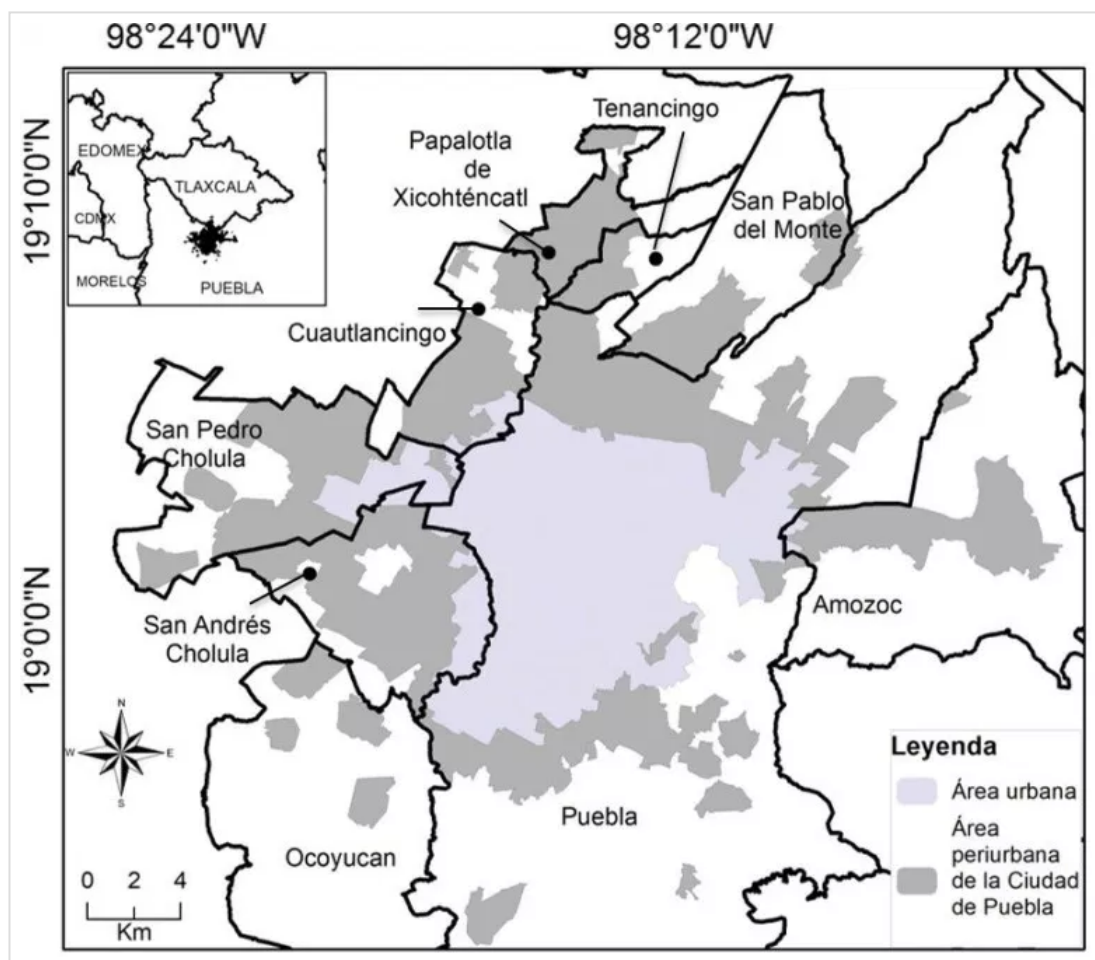 98°24'0"W
98°12'0"W
19°10'0"N
19°0'0"N
EDOMEX
TLAXCALA
CDMX
MORELOS
PUEBLA
Tenancingo
Papalotla
de
Xicohténcatl
San Pablo
del Monte
Cuautlancingo
San Pedro
Cholula
San Andrés
Cholula
Amozoc
Puebla
Ocoyucan
N
W
E
S
0 2 4
Km
Leyenda
Área urbana
Área
periurbana
de la Ciudad
de Puebla